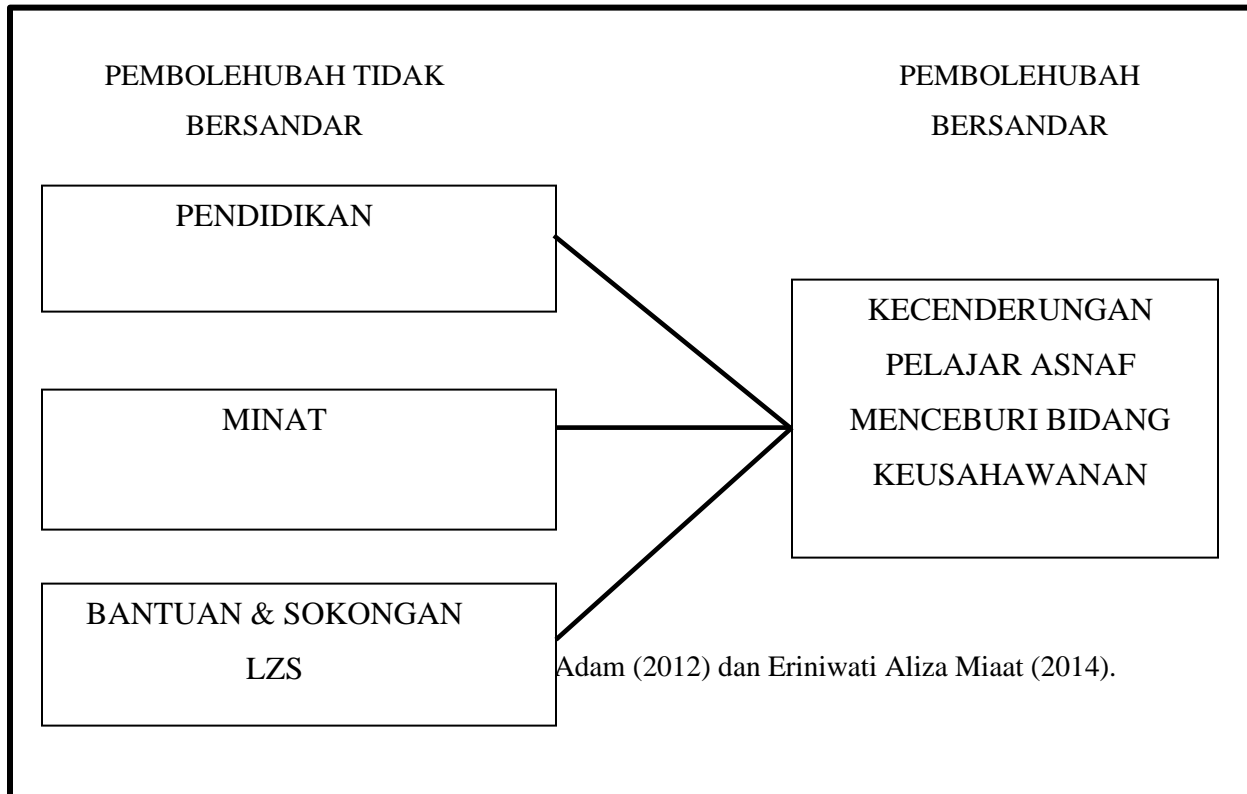 PEMBOLEHUBAH TIDAK
BERSANDAR
PEMBOLEHUBAH
BERSANDAR
PENDIDIKAN
MINAT
BANTUAN & SOKONGAN
LZS
KECENDERUNGAN
PELAJAR ASNAF
MENCEBURI BIDANG
KEUSAHAWANAN
Adam (2012) dan Eriniwati Aliza Miaat (2014).